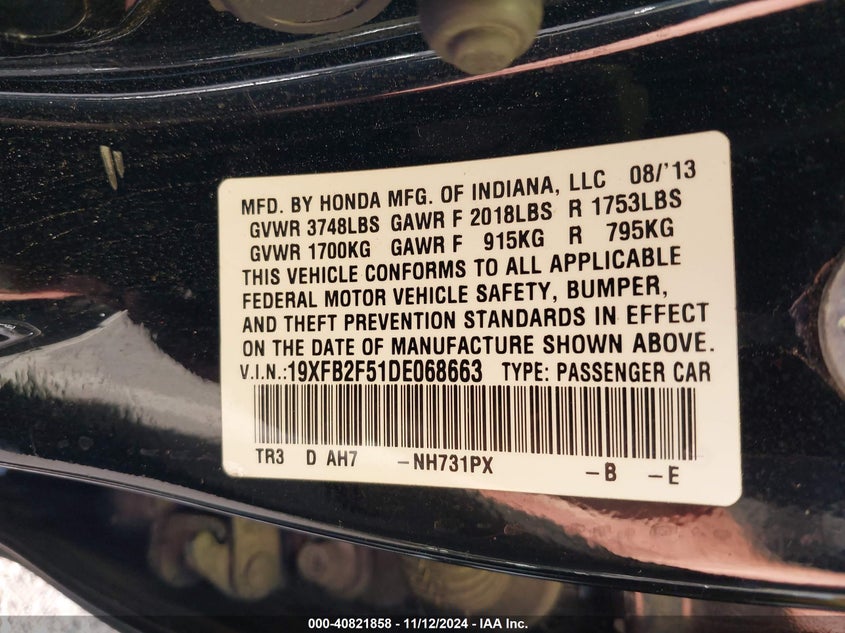 MFD. BY HONDA MFG. OF INDIANA, LLC 08/'13
GVWR 3748LBS GAWR F 2018LBS R 1753LBS
GVWR 1700KG GAWR F 915KG R 795KG
THIS VEHICLE CONFORMS TO ALL APPLICABLE
FEDERAL MOTOR VEHICLE SAFETY, BUMPER,
AND THEFT PREVENTION STANDARDS IN EFFECT
ON THE DATE OF MANUFACTURE SHOWN ABOVE.
V.I.N.:19XFB2F51DE068663 TYPE: PASSENGER CAR
TR3 D AH7 –NH731PX –B –E
000-40821858 - 11/12/2024 - IAA Inc.